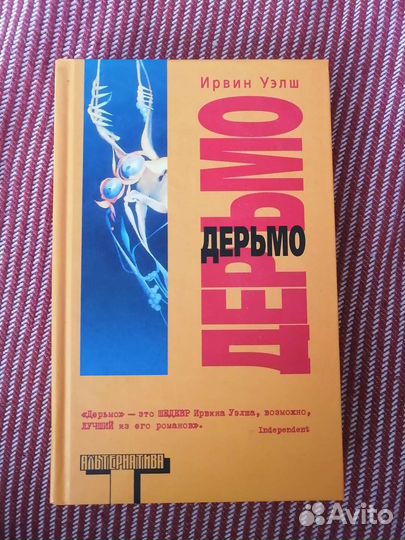 Ирвин Уэлш
ДЕРЬМО
ДЕРЬМО
«Дерьмо» — это ШЕДЕВР Ирвина Уэлша, возможно,
ЛУЧШИЙ из его романов».
Independent
АЛЬТЕРНАТИВА
Avito